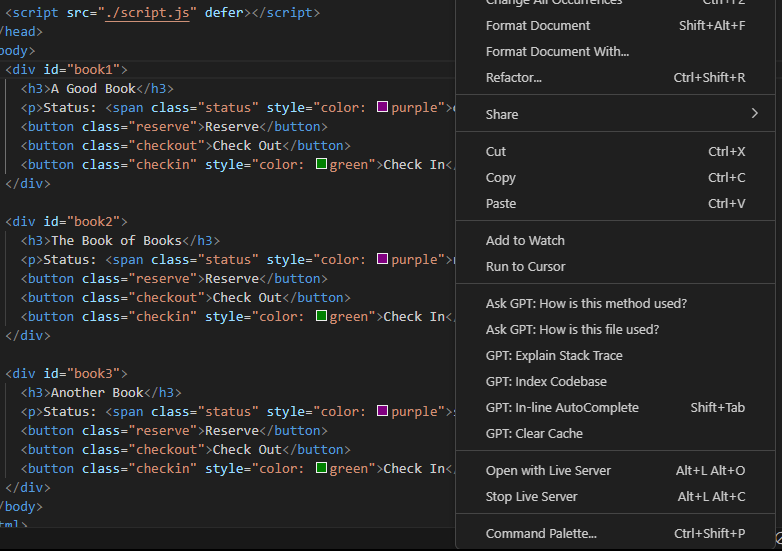 <script src="./script.js" defer></script>
/head>
body>
<div id="book1">
<h3>A Good Book</h3>
<p>Status: <span class="status" style="color: purple">
<button class="reserve">Reserve</button>
<button class="checkout">Check Out</button>
<button class="checkin" style="color: green">Check In<
</div>
<div id="book2">
<h3>The Book of Books</h3>
<p>Status: <span class="status" style="color: purple">
<button class="reserve">Reserve</button>
<button class="checkout">Check Out</button>
<button class="checkin" style="color: green">Check In<
</div>
<div id="book3">
<h3>Another Book</h3>
<p>Status: <span class="status" style="color: purple">
<button class="reserve">Reserve</button>
<button class="checkout">Check Out</button>
<button class="checkin" style="color: green">Check In<
</div>
/body>
tml>
Change All Occurrences Ctrl+F2
Format Document Shift+Alt+F
Format Document With...
Refactor... Ctrl+Shift+R
Share
Cut Ctrl+X
Copy Ctrl+C
Paste Ctrl+V
Add to Watch
Run to Cursor
Ask GPT: How is this method used?
Ask GPT: How is this file used?
GPT: Explain Stack Trace
GPT: Index Codebase
GPT: In-line AutoComplete Shift+Tab
GPT: Clear Cache
Open with Live Server Alt+L Alt+O
Stop Live Server Alt+L Alt+C
Command Palette... Ctrl+Shift+P